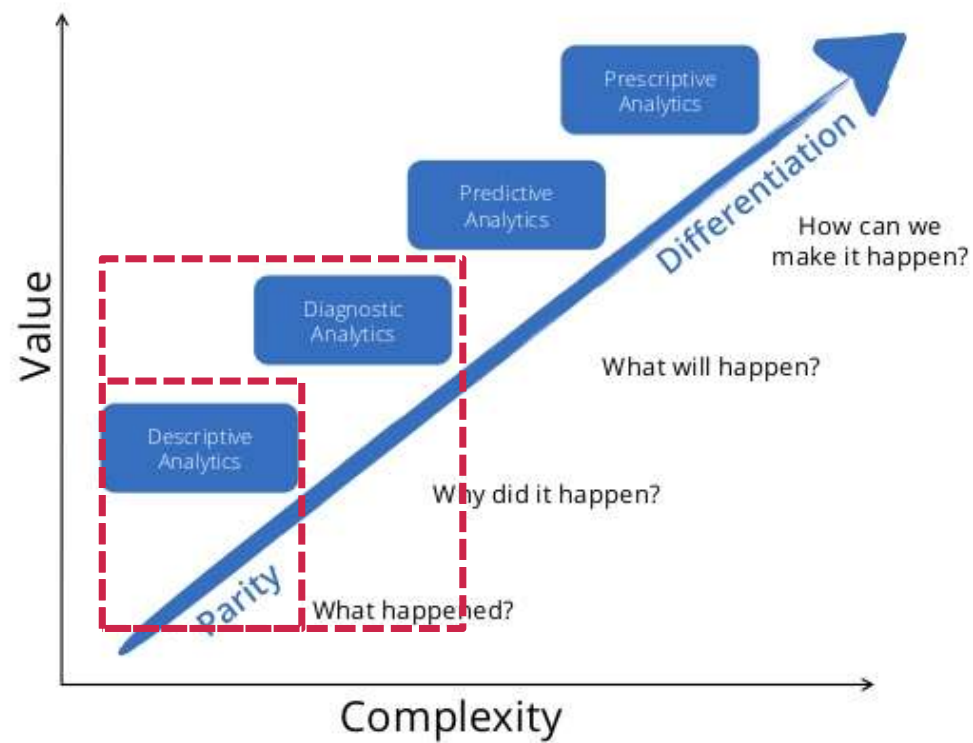 Prescriptive
Analytics
Predictive
Analytics
Differentiation
How can we
make it happen?
Diagnostic
Analytics
Value
What will happen?
Descriptive
Analytics
Why did it happen?
Parity
What happened?
Complexity